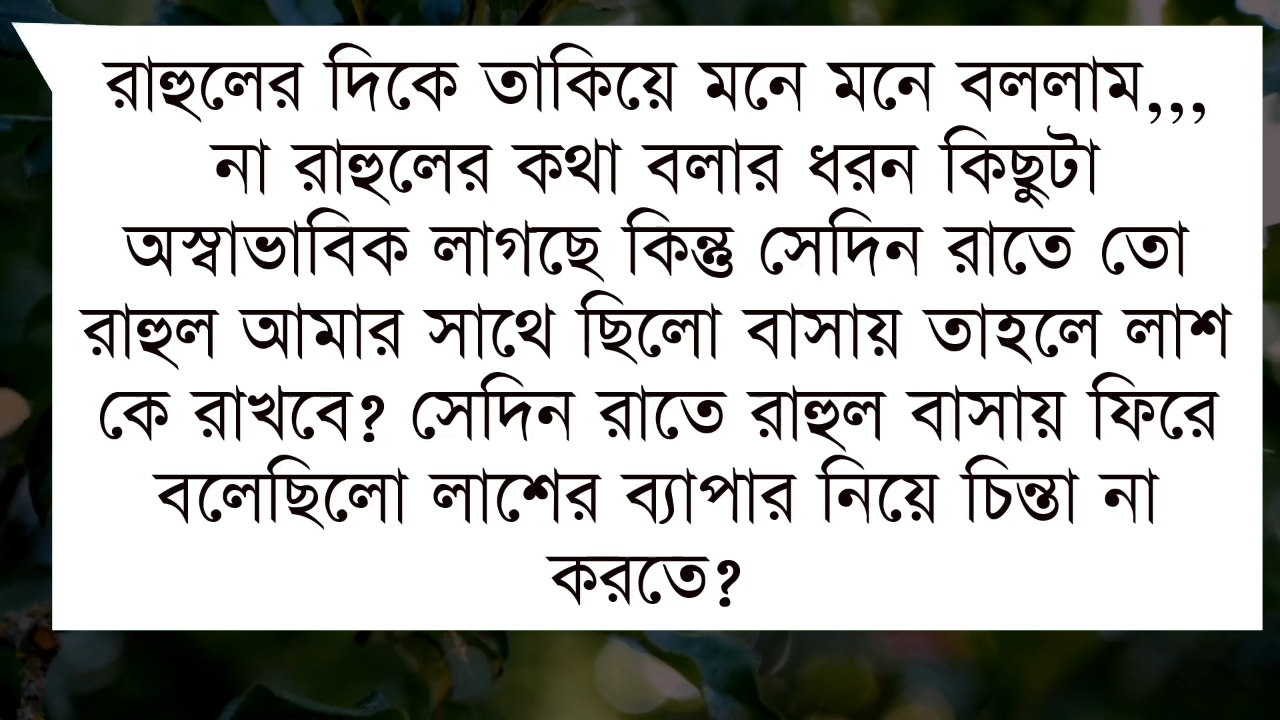 রাহুলের দিকে তাকিয়ে মনে মনে বললাম,,,
না রাহুলের কথা বলার ধরন কিছুটা
অস্বাভাবিক লাগছে কিন্তু সেদিন রাতে তো
রাহুল আমার সাথে ছিলো বাসায় তাহলে লাশ
কে রাখবে? সেদিন রাতে রাহুল বাসায় ফিরে
বলেছিলো লাশের ব্যাপার নিয়ে চিন্তা না
করতে?